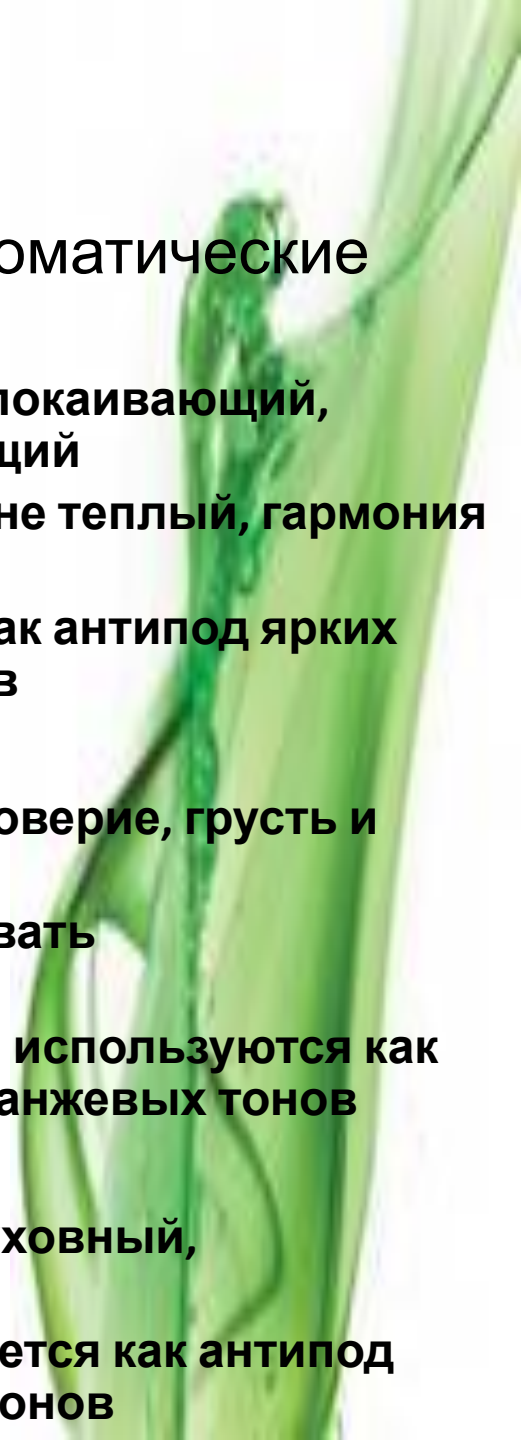 оматические
покаивающий,
щий
не теплый, гармония
ак антипод ярких
в
оверие, грусть и
вать
используются как
анжевых тонов
ховный,
ется как антипод
онов